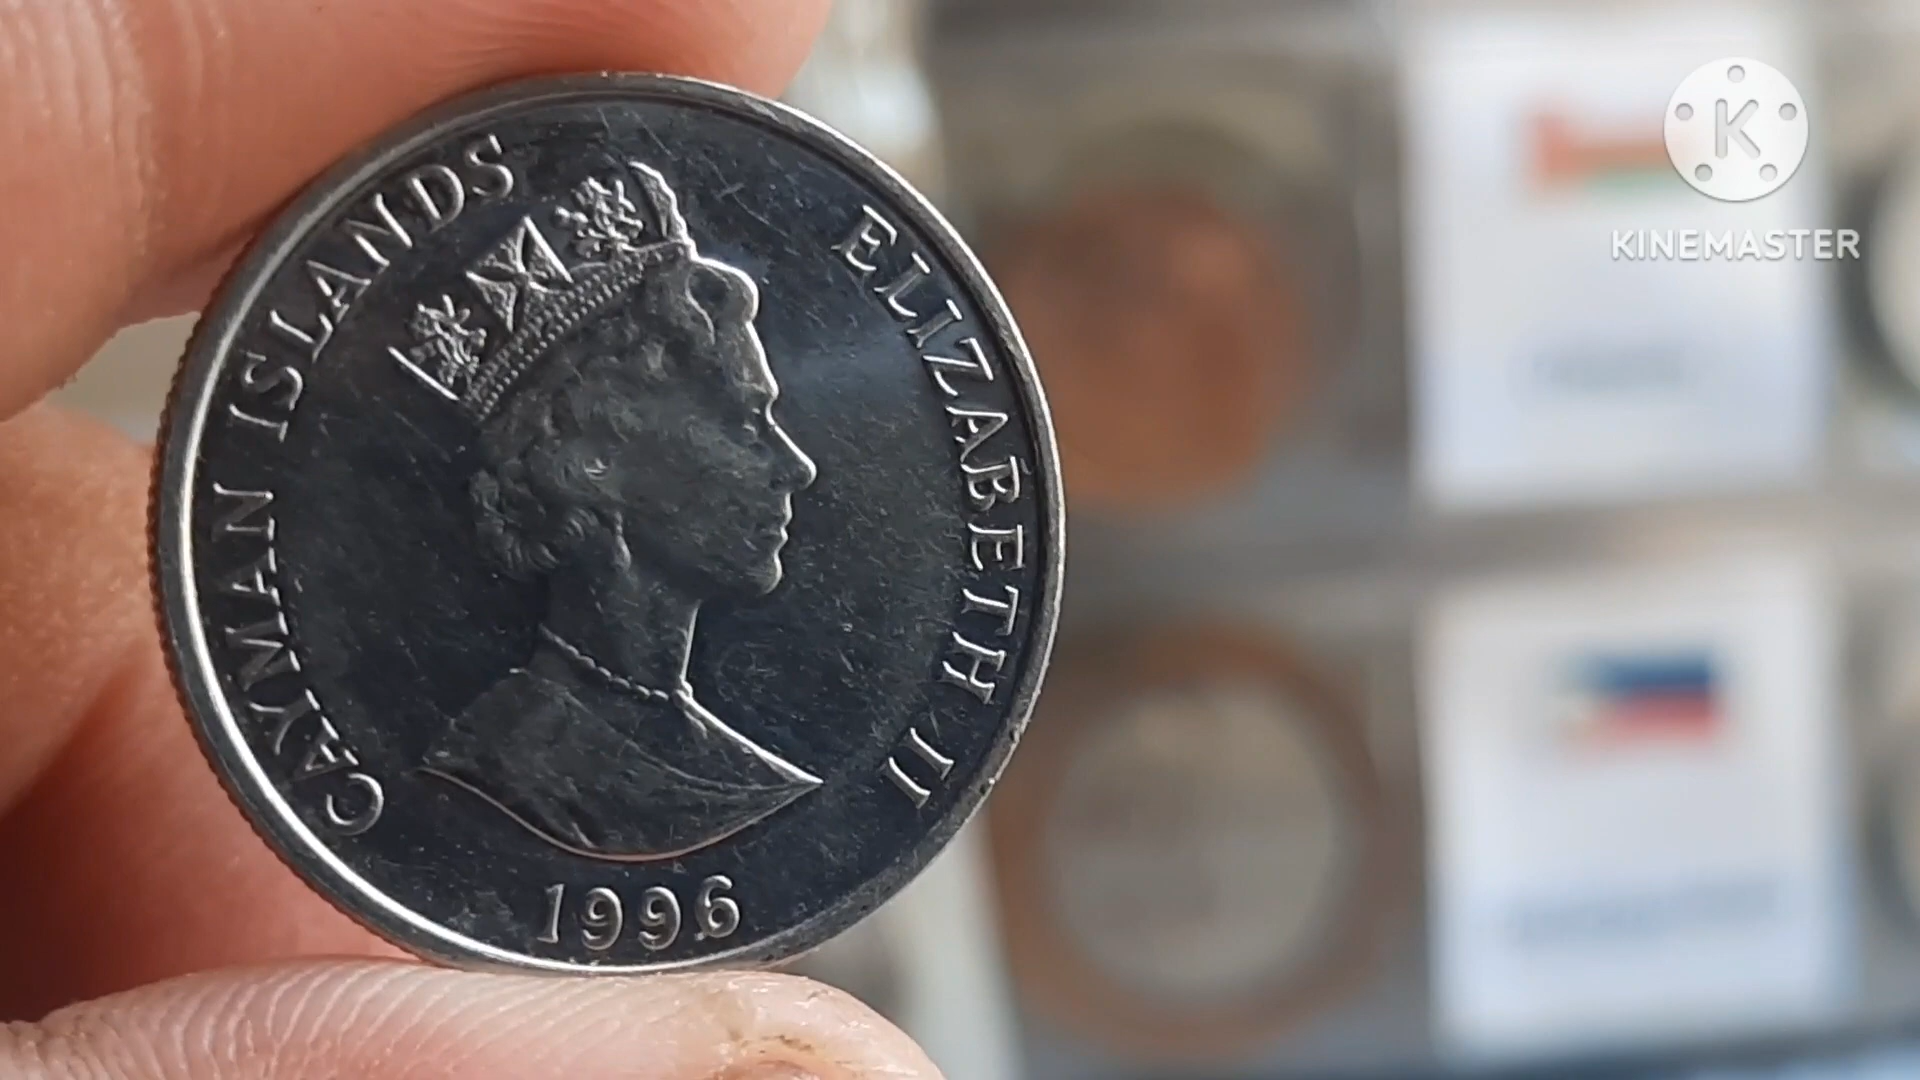 CAYMAN ISLANDS
ELIZABETH II
1996
K
KINEMASTER